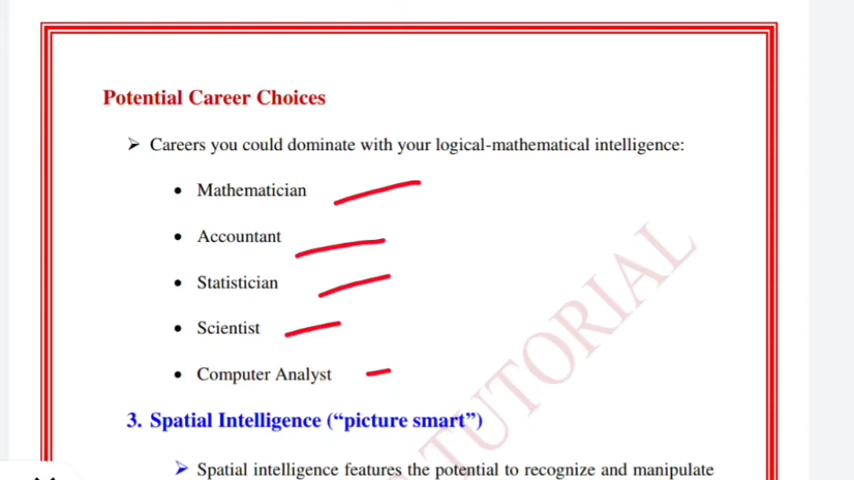 Potential Career Choices
➢ Careers you could dominate with your logical-mathematical intelligence:
• Mathematician
• Accountant
• Statistician
• Scientist
• Computer Analyst
3. Spatial Intelligence (“picture smart”)
➢ Spatial intelligence features the potential to recognize and manipulate
TUTORIAL